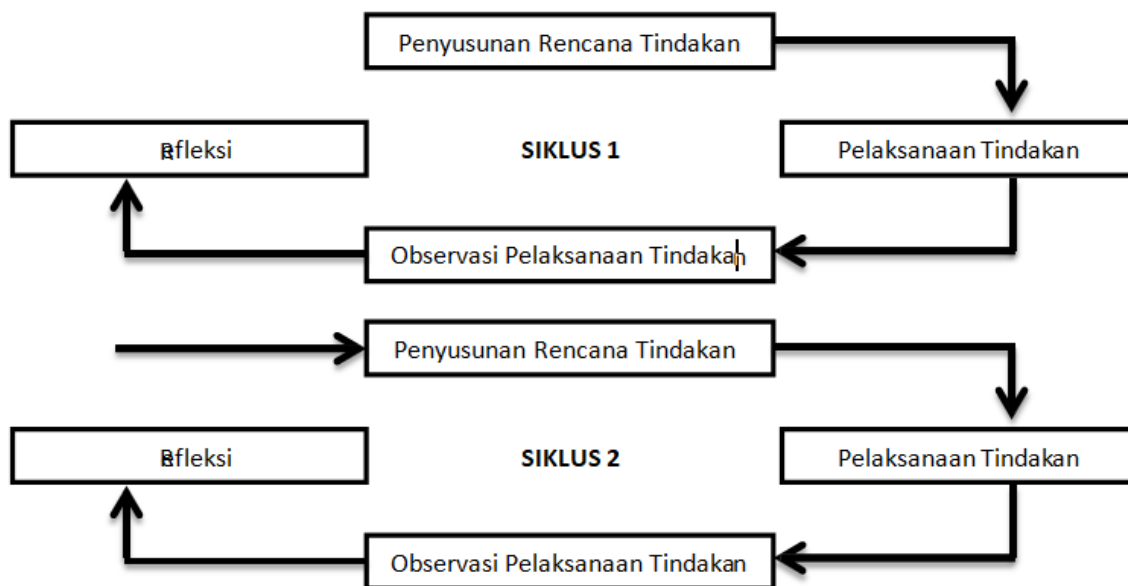 Penyusunan Rencana Tindakan
Refleksi
SIKLUS 1
Pelaksanaan Tindakan
Observasi Pelaksanaan Tindakan
Penyusunan Rencana Tindakan
Refleksi
SIKLUS 2
Pelaksanaan Tindakan
Observasi Pelaksanaan Tindakan